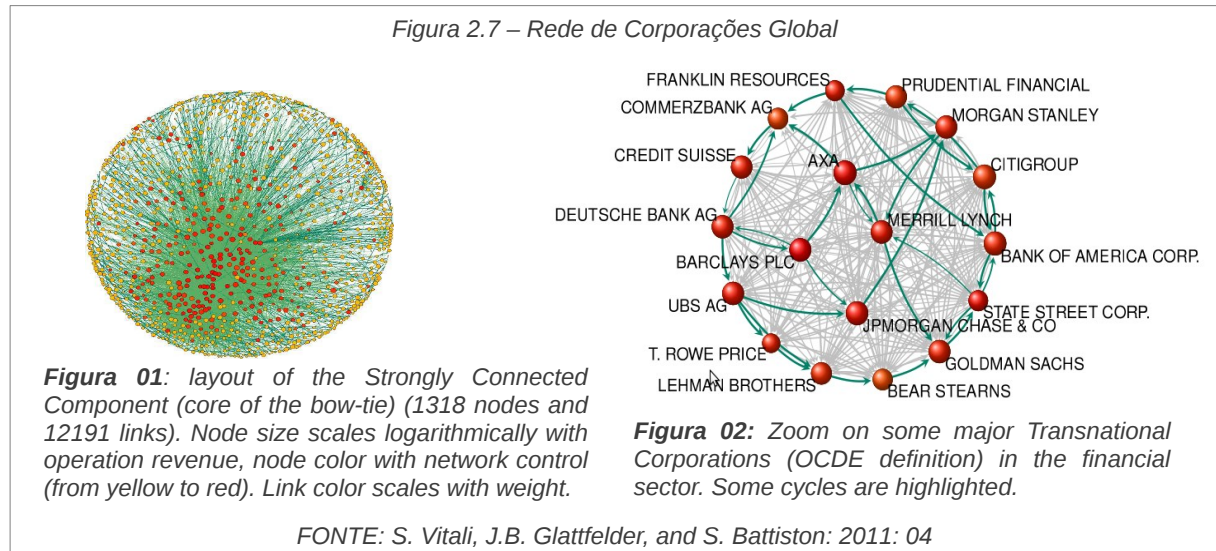 Figura 2.7 – Rede de Corporações Global
FRANKLIN RESOURCES
PRUDENTIAL FINANCIAL
COMMERZBANK AG
MORGAN STANLEY
CREDIT SUISSE
AXA
CITIGROUP
DEUTSCHE BANK AG
MERRILL LYNCH
BARCLAYS PLC
BANK OF AMERICA CORP.
UBS AG
STATE STREET CORP.
JPMORGAN CHASE & CO
T. ROWE PRICE
GOLDMAN SACHS
LEHMAN BROTHERS
BEAR STEARNS
Figura 01: layout of the Strongly Connected
Component (core of the bow-tie) (1318 nodes and
12191 links). Node size scales logarithmically with
operation revenue, node color with network control
(from yellow to red). Link color scales with weight.
Figura 02: Zoom on some major Transnational
Corporations (OCDE definition) in the financial
sector. Some cycles are highlighted.
FONTE: S. Vitali, J.B. Glattfelder, and S. Battiston: 2011: 04